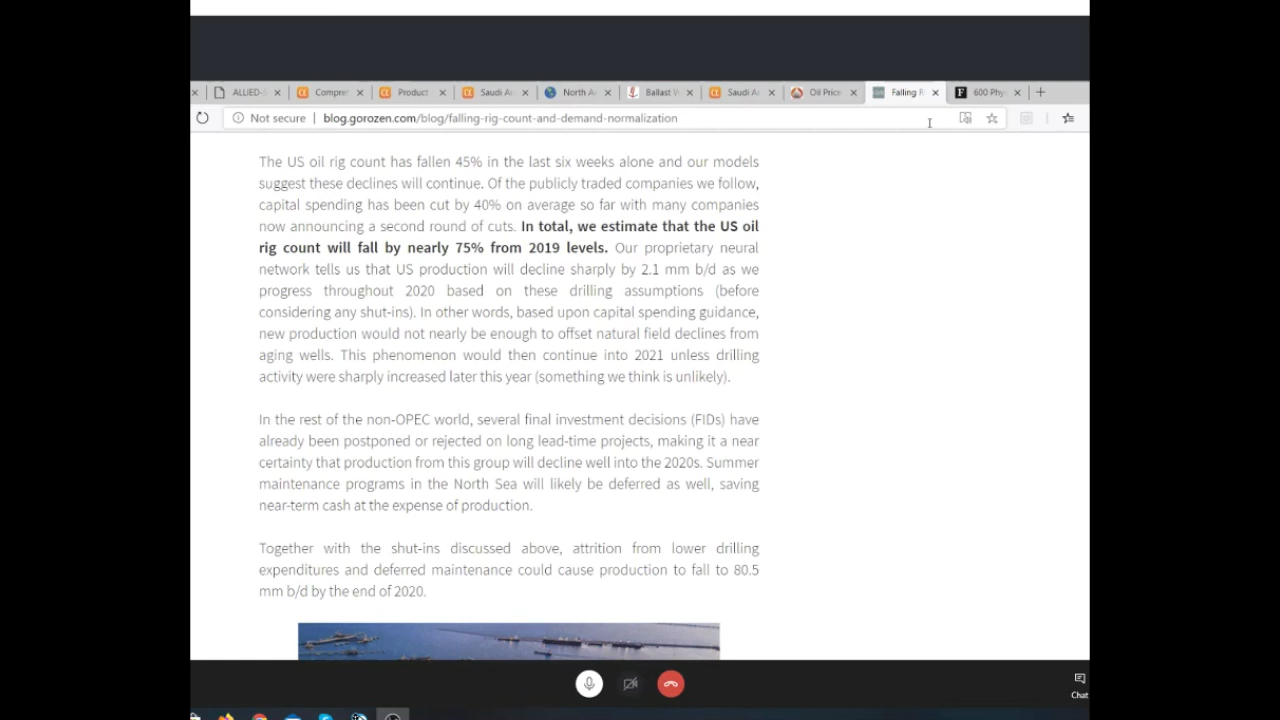 ALLIED-
Compre
Product
Saudi A
North A
Ballast
Saudi A
Oil Price
Falling
600 Phy
Not secure
blog.gorozen.com/blog/falling-rig-count-and-demand-normalization
The US oil rig count has fallen 45% in the last six weeks alone and our models
suggest these declines will continue. Of the publicly traded companies we follow,
capital spending has been cut by 40% on average so far with many companies
now announcing a second round of cuts. In total, we estimate that the US oil
rig count will fall by nearly 75% from 2019 levels. Our proprietary neural
network tells us that US production will decline sharply by 2.1 mm b/d as we
progress throughout 2020 based on these drilling assumptions (before
considering any shut-ins). In other words, based upon capital spending guidance,
new production would not nearly be enough to offset natural field declines from
aging wells. This phenomenon would then continue into 2021 unless drilling
activity were sharply increased later this year (something we think is unlikely).
In the rest of the non-OPEC world, several final investment decisions (FIDs) have
already been postponed or rejected on long lead-time projects, making it a near
certainty that production from this group will decline well into the 2020s. Summer
maintenance programs in the North Sea will likely be deferred as well, saving
near-term cash at the expense of production.
Together with the shut-ins discussed above, attrition from lower drilling
expenditures and deferred maintenance could cause production to fall to 80.5
mm b/d by the end of 2020.
Chat